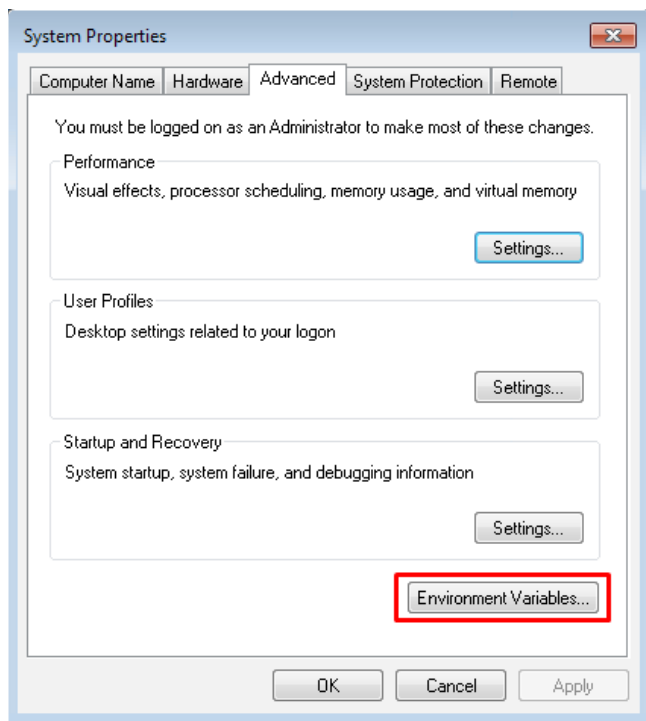 System Properties
Computer Name Hardware Advanced System Protection Remote
You must be logged on as an Administrator to make most of these changes.
Performance
Visual effects, processor scheduling, memory usage, and virtual memory
Settings...
User Profiles
Desktop settings related to your logon
Settings...
Startup and Recovery
System startup, system failure, and debugging information
Settings...
Environment Variables...
OK Cancel Apply